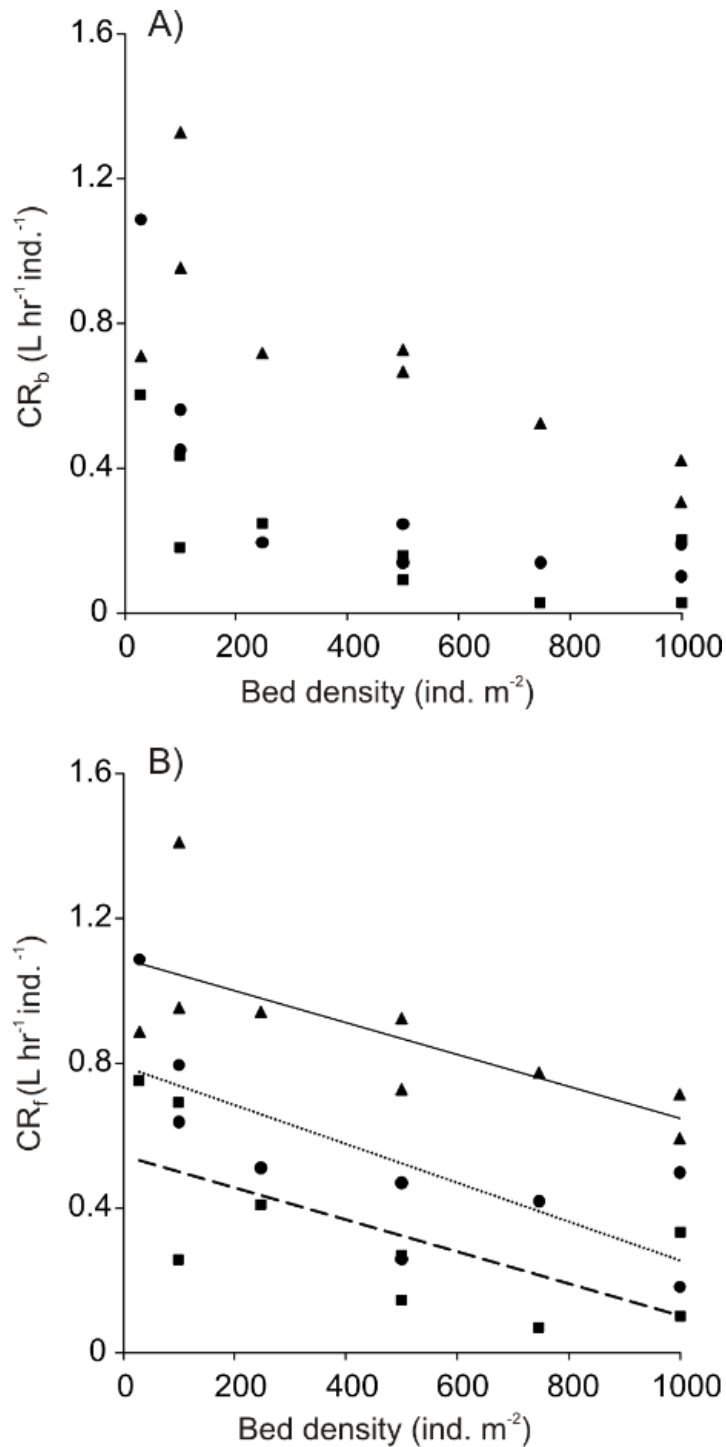 A)
1.6
1.2
0.8
0.4
0
CR_b (L hr⁻¹ ind.⁻¹)
0 200 400 600 800 1000
Bed density (ind. m⁻²)
B)
1.6
1.2
0.8
0.4
0
CR_f (L hr⁻¹ ind.⁻¹)
0 200 400 600 800 1000
Bed density (ind. m⁻²)